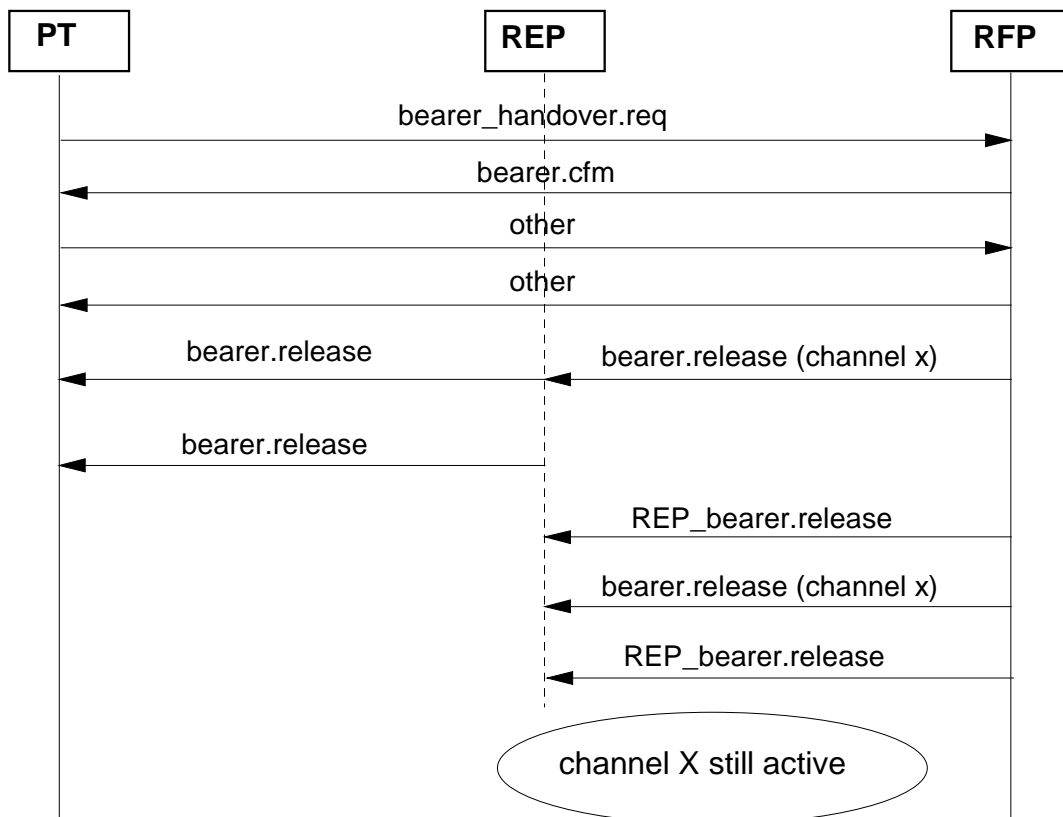 PT
REP
RFP
bearer_handover.req
bearer.cfm
other
other
bearer.release
bearer.release (channel x)
bearer.release
REP_bearer.release
bearer.release (channel x)
REP_bearer.release
channel X still active